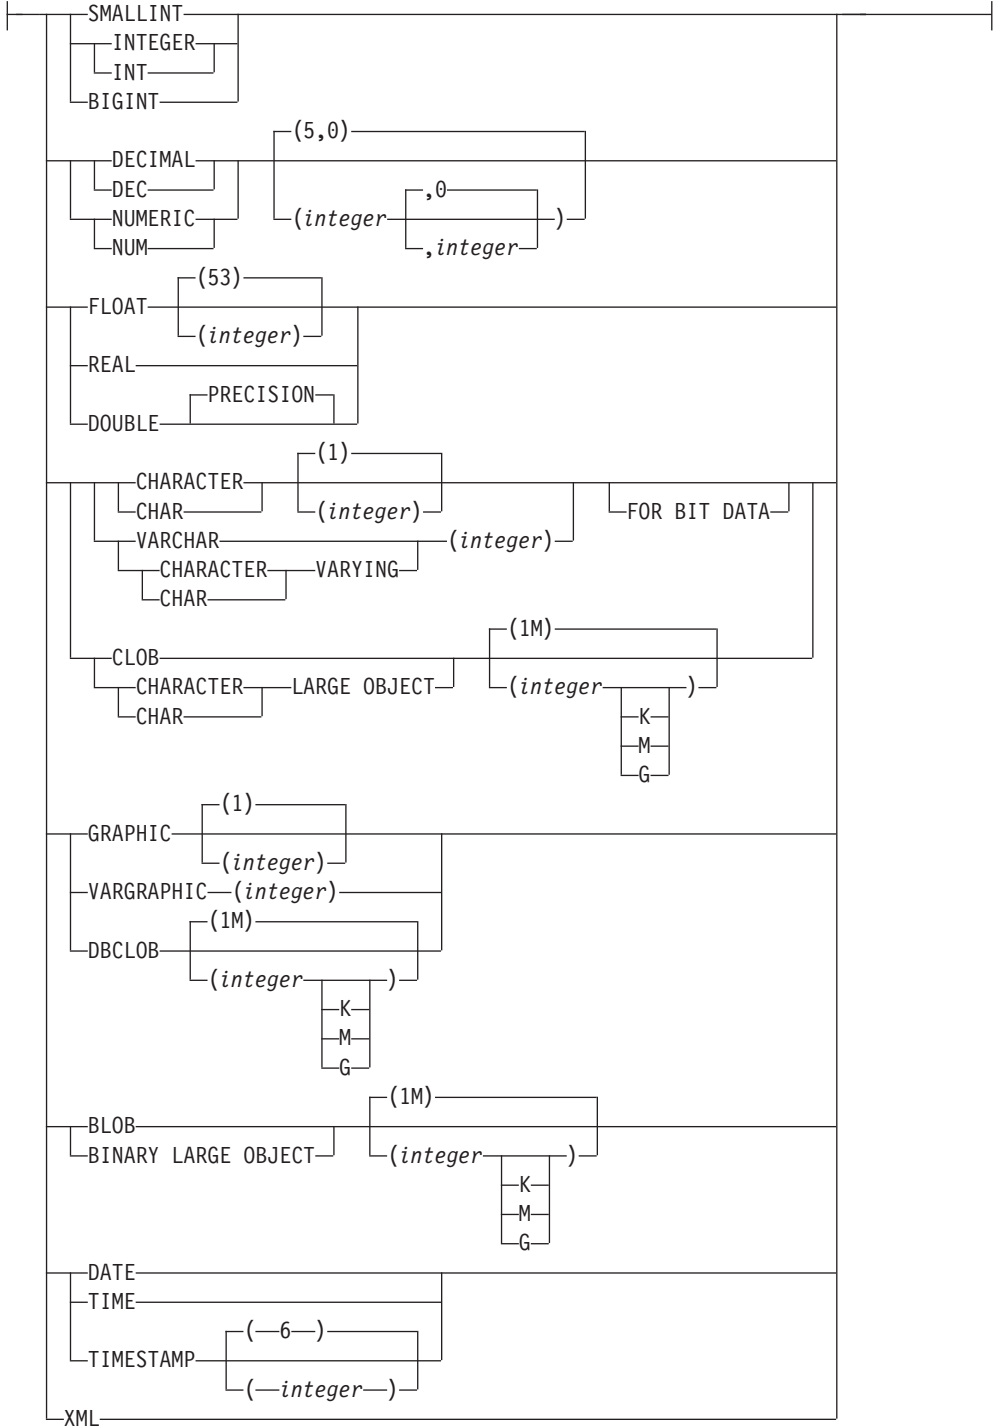 SMALLINT
INTEGER
INT
BIGINT
(5,0)
DECIMAL
DEC
,0
NUMERIC
(integer )
NUM
,integer
(53)
FLOAT
(integer)
REAL
PRECISION
DOUBLE
(1)
CHARACTER
CHAR
(integer)
FOR BIT DATA
VARCHAR
(integer)
CHARACTER VARYING
CHAR
(1M)
CLOB
CHARACTER LARGE OBJECT
(integer )
CHAR
K
M
G
(1)
GRAPHIC
(integer)
VARGRAPHIC (integer)
(1M)
DBCLOB
(integer )
K
M
G
(1M)
BLOB
BINARY LARGE OBJECT
(integer )
K
M
G
DATE
TIME
( 6 )
TIMESTAMP
( integer )
XML